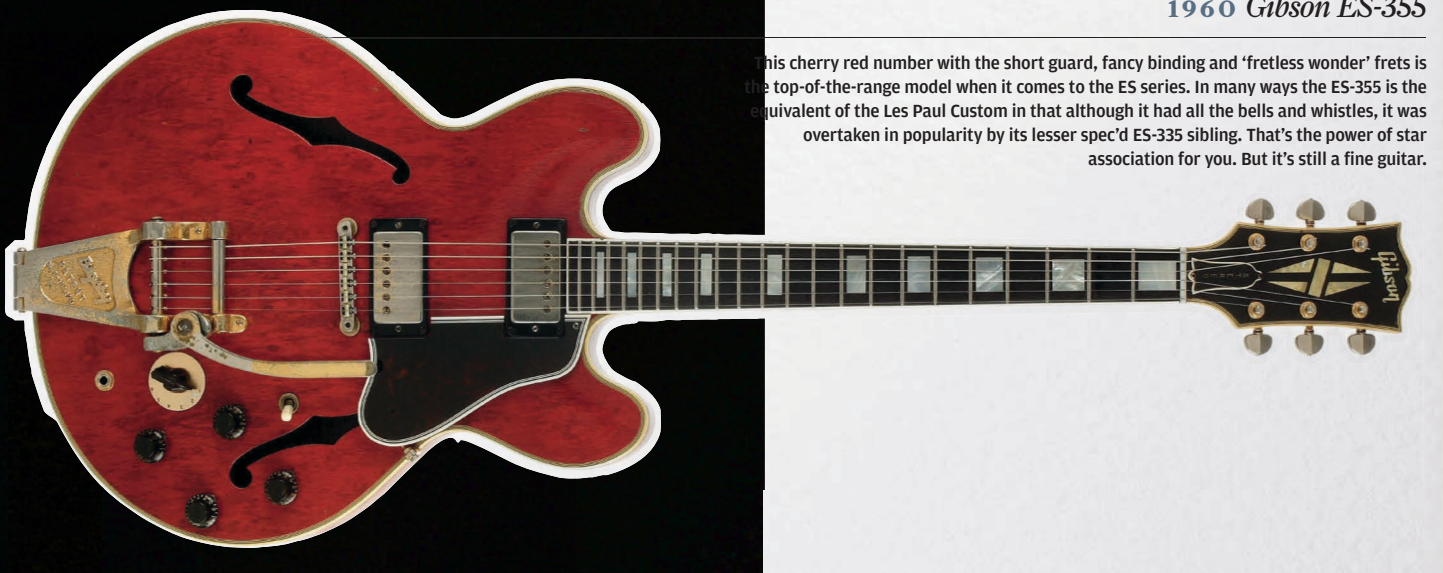 1960 Gibson ES-355
This cherry red number with the short guard, fancy binding and ‘fretless wonder’ frets is
the top-of-the-range model when it comes to the ES series. In many ways the ES-355 is the
equivalent of the Les Paul Custom in that although it had all the bells and whistles, it was
overtaken in popularity by its lesser spec’d ES-335 sibling. That’s the power of star
association for you. But it’s still a fine guitar.
Gibson
STEREO